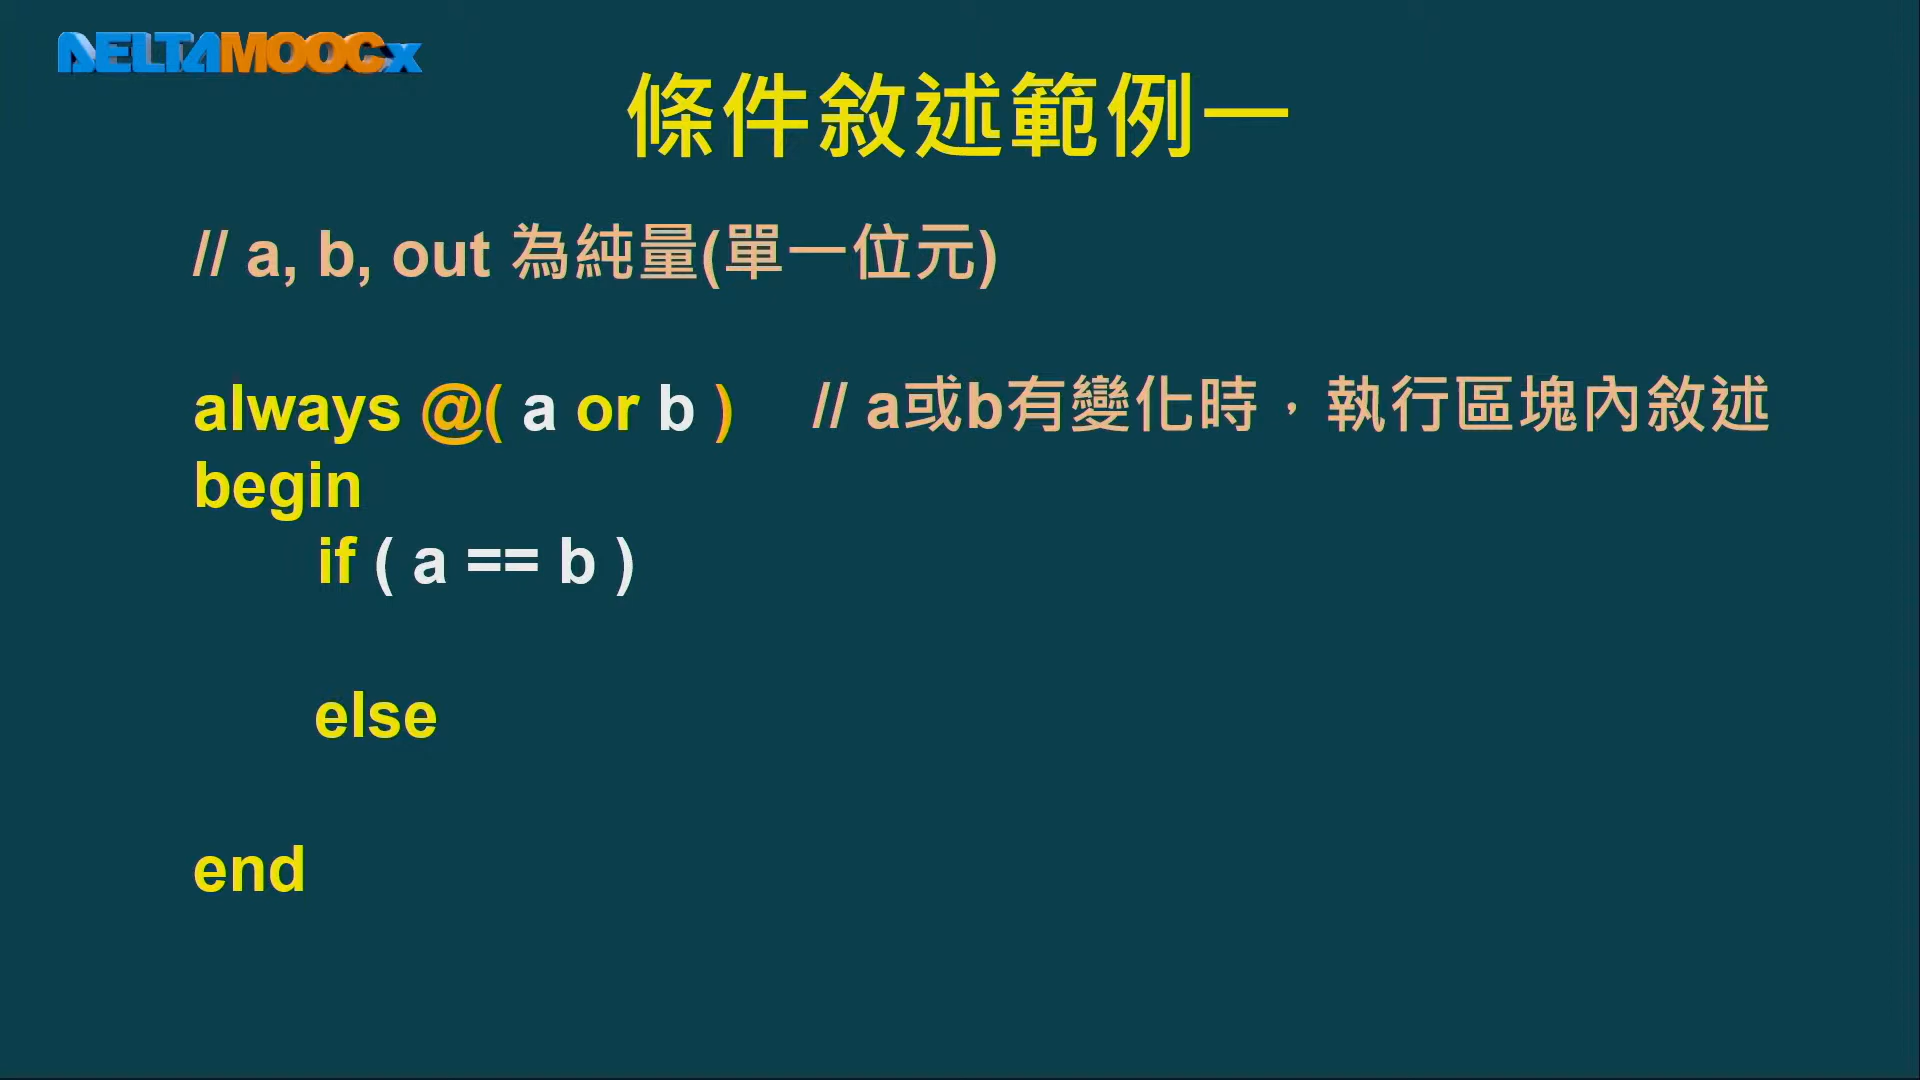 DELTAMOOCx
條件敘述範例一
// a, b, out 為純量(單一位元)
always @( a or b ) // a或b有變化時，執行區塊內敘述
begin
if ( a == b )
else
end